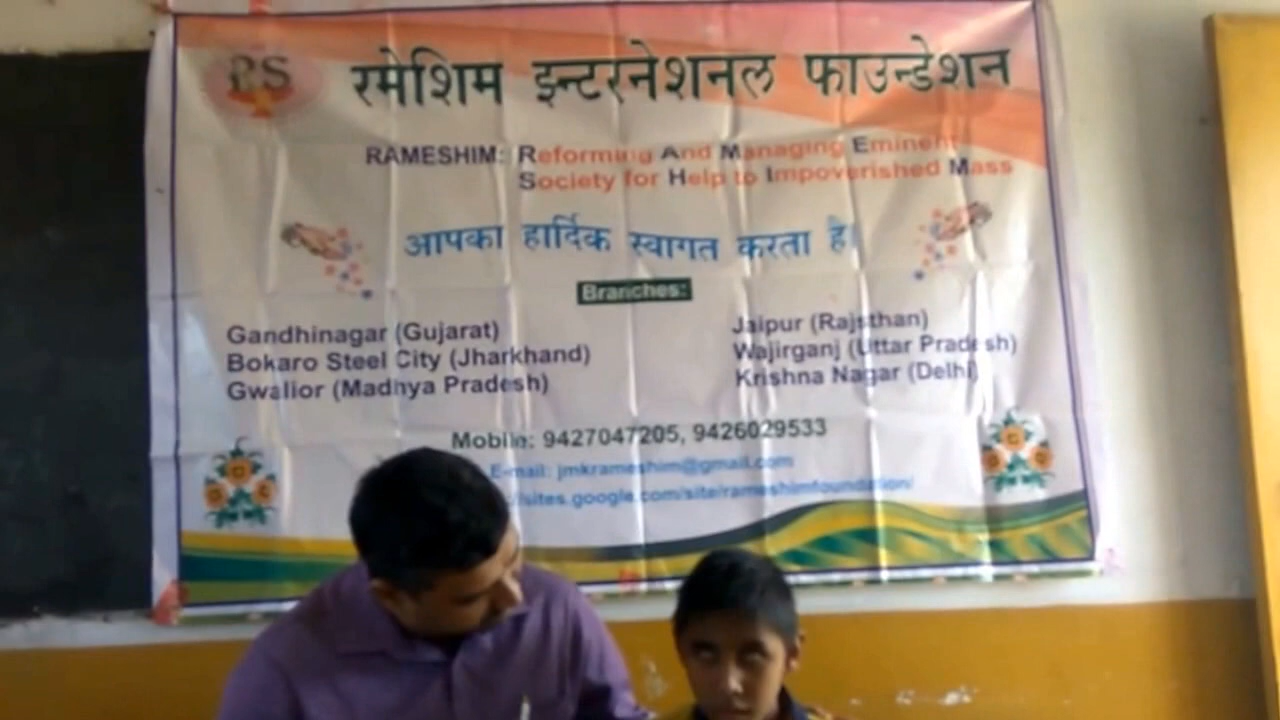 RS
रमेशिम इन्टरनेशनल फाउन्डेशन
RAMESHIM: Reforming And Managing Eminent
Society for Help to Impoverished Mass
आपका हार्दिक स्वागत करता है।
Branches:
Gandhinagar (Gujarat)
Bokaro Steel City (Jharkhand)
Gwalior (Madhya Pradesh)
Jaipur (Rajsthan)
Wajirganj (Uttar Pradesh)
Krishna Nagar (Delhi)
Mobile: 9427047205, 9426029533
E-mail: jmkrameshim@gmail.com
//sites.google.com/site/rameshimfoundation/